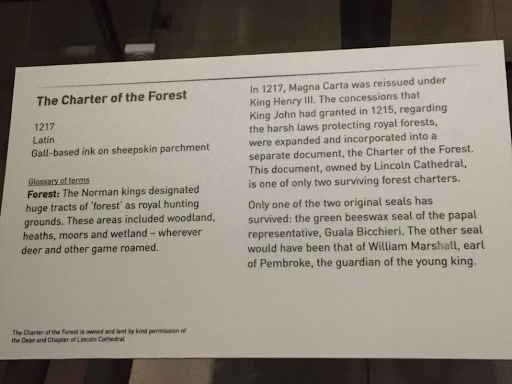 The Charter of the Forest
1217
Latin
Gall-based ink on sheepskin parchment
Glossary of terms
Forest: The Norman kings designated
huge tracts of 'forest' as royal hunting
grounds. These areas included woodland,
heaths, moors and wetland – wherever
deer and other game roamed.
The Charter of the Forest is owned and lent by kind permission of
the Dean and Chapter of Lincoln Cathedral
In 1217, Magna Carta was reissued under
King Henry III. The concessions that
King John had granted in 1215, regarding
the harsh laws protecting royal forests,
were expanded and incorporated into a
separate document, the Charter of the Forest.
This document, owned by Lincoln Cathedral,
is one of only two surviving forest charters.
Only one of the two original seals has
survived: the green beeswax seal of the papal
representative, Guala Bicchieri. The other seal
would have been that of William Marshall, earl
of Pembroke, the guardian of the young king.